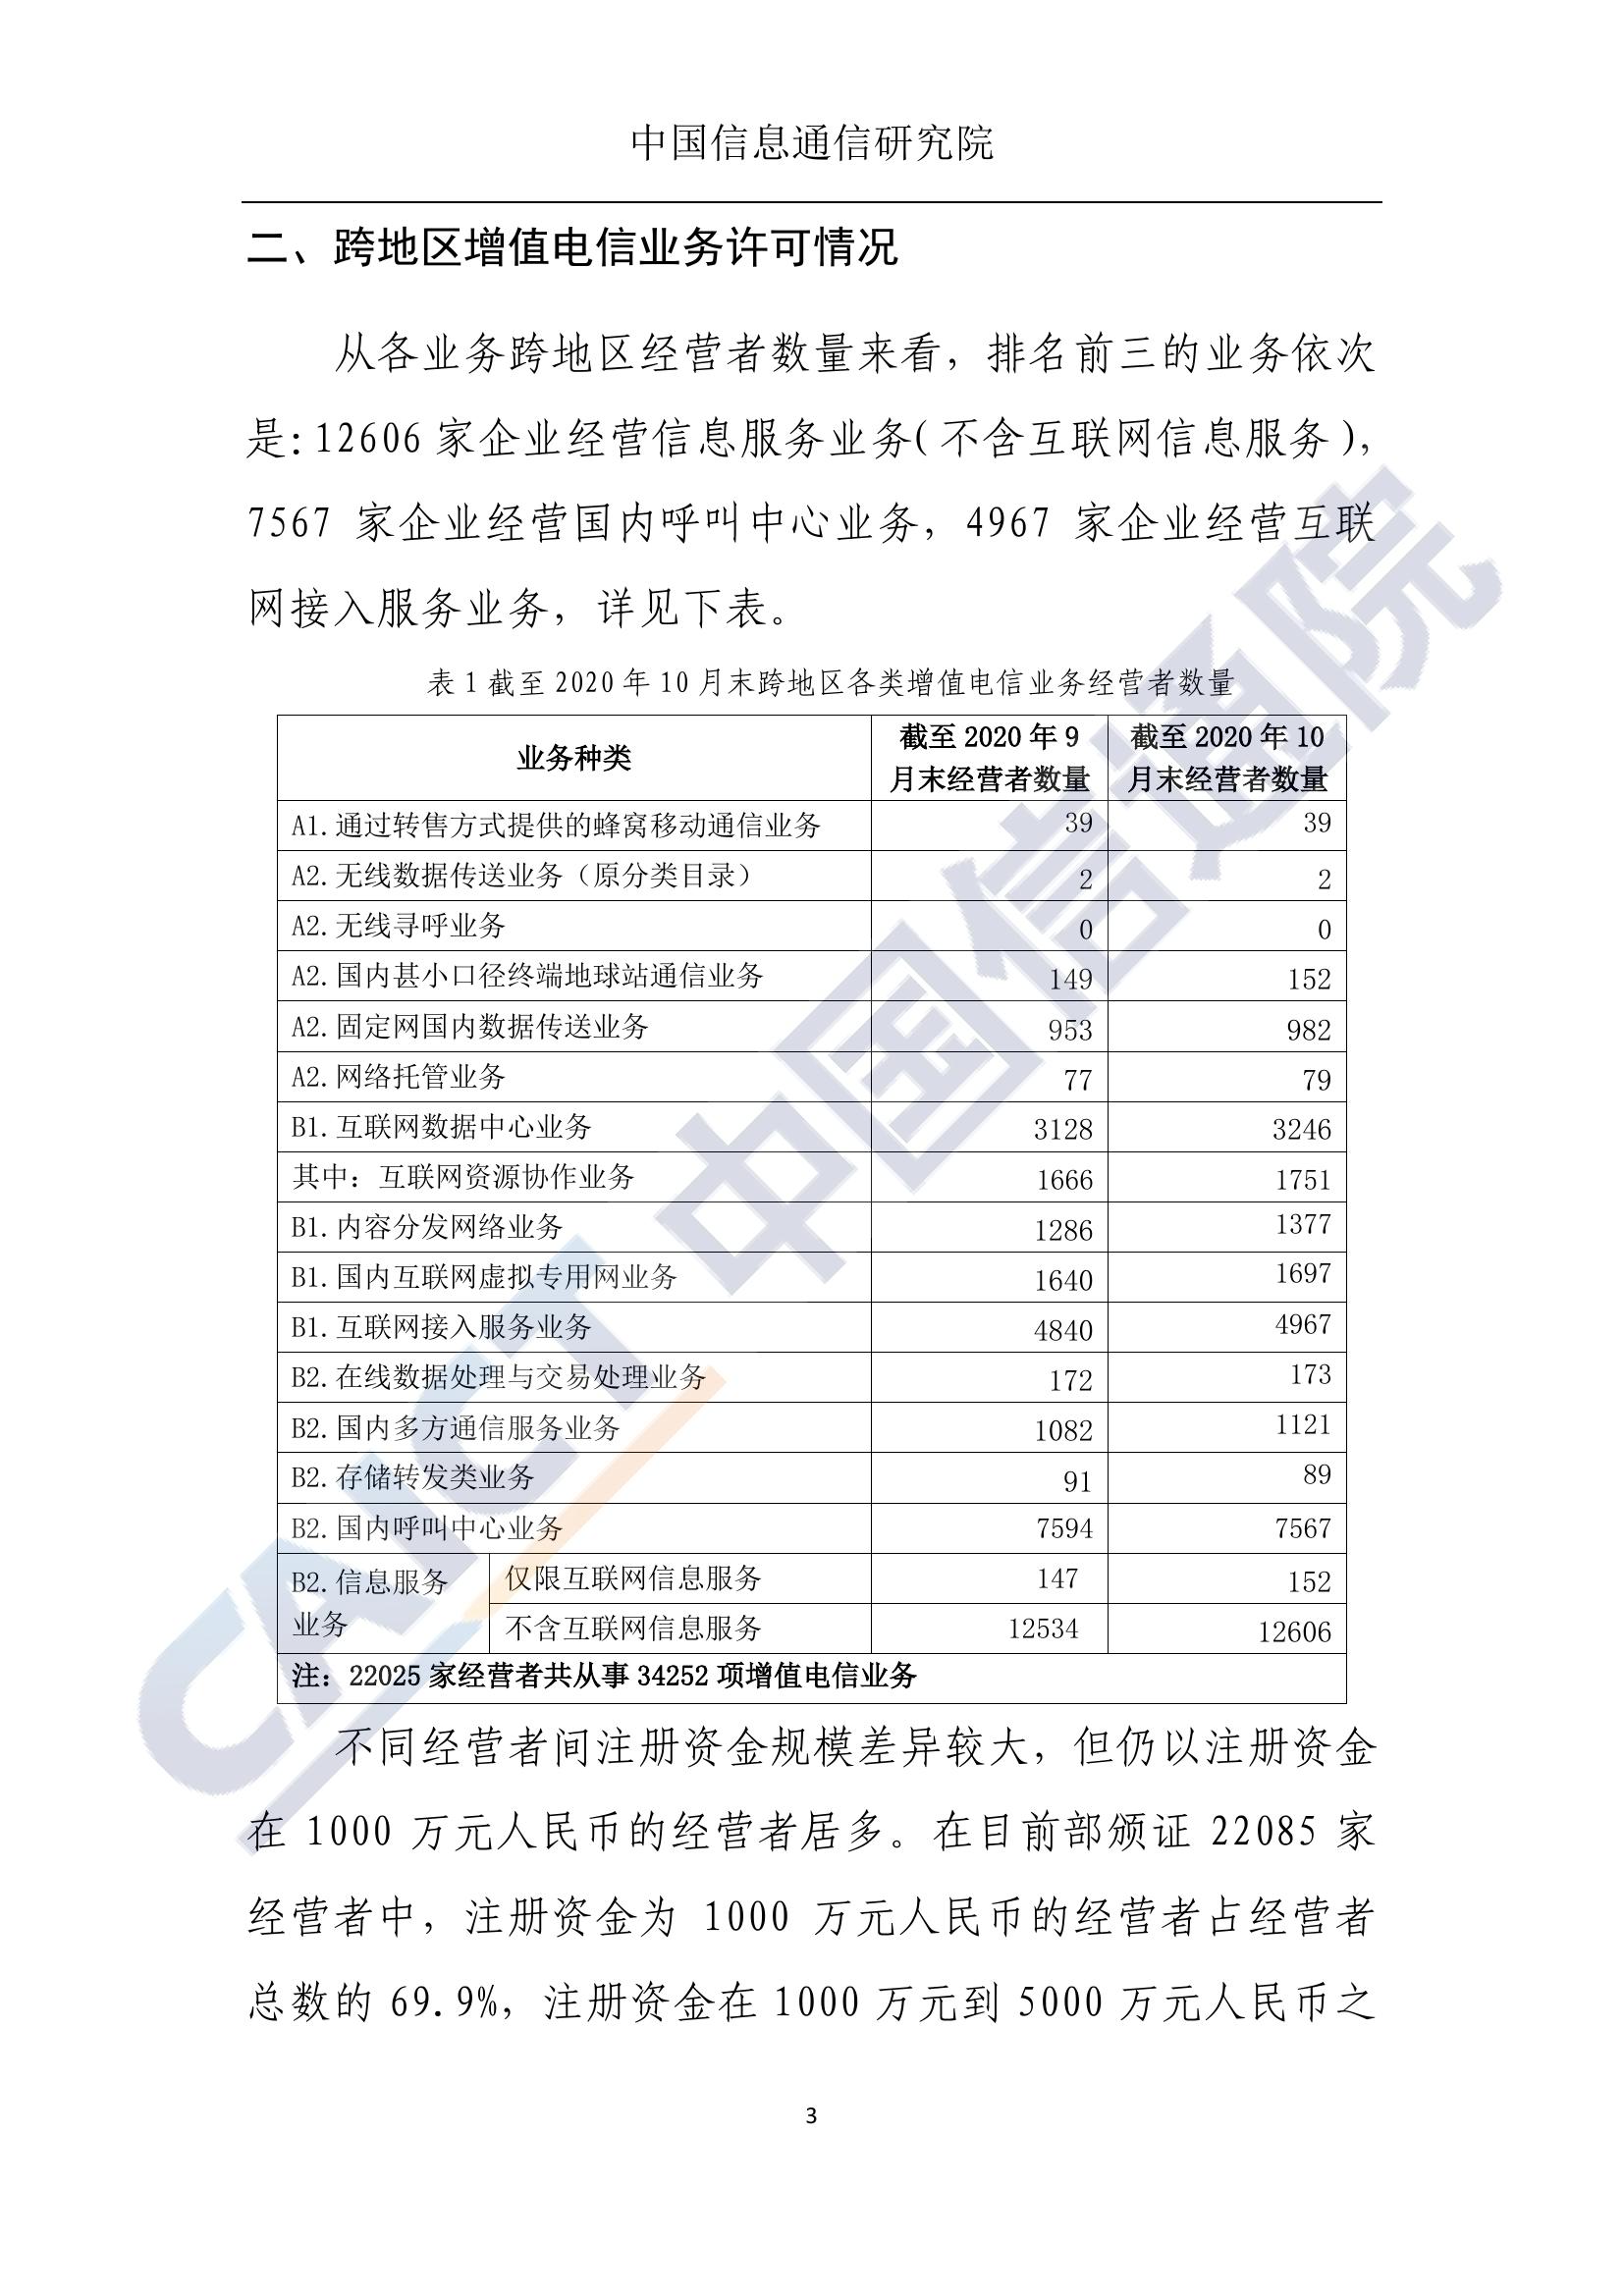 中国信息通信研究院
二、跨地区增值电信业务许可情况
从各业务跨地区经营者数量来看，排名前三的业务依次
是：12606 家企业经营信息服务业务(不含互联网信息服务)，
7567 家企业经营国内呼叫中心业务，4967 家企业经营互联
网接入服务业务，详见下表。
表 1 截至 2020 年 10 月末跨地区各类增值电信业务经营者数量
业务种类 截至 2020 年 9 月末经营者数量 截至 2020 年 10 月末经营者数量
A1.通过转售方式提供的蜂窝移动通信业务 39 39
A2.无线数据传送业务（原分类目录） 2 2
A2.无线寻呼业务 0 0
A2.国内甚小口径终端地球站通信业务 149 152
A2.固定网国内数据传送业务 953 982
A2.网络托管业务 77 79
B1.互联网数据中心业务 3128 3246
其中：互联网资源协作业务 1666 1751
B1.内容分发网络业务 1286 1377
B1.国内互联网虚拟专用网业务 1640 1697
B1.互联网接入服务业务 4840 4967
B2.在线数据处理与交易处理业务 172 173
B2.国内多方通信服务业务 1082 1121
B2.存储转发类业务 91 89
B2.国内呼叫中心业务 7594 7567
B2.信息服务业务 仅限互联网信息服务 147 152
不含互联网信息服务 12534 12606
注：22025 家经营者共从事 34252 项增值电信业务
不同经营者间注册资金规模差异较大，但仍以注册资金
在 1000 万元人民币的经营者居多。在目前部颁证 22085 家
经营者中，注册资金为 1000 万元人民币的经营者占经营者
总数的 69.9%，注册资金在 1000 万元到 5000 万元人民币之
3
CAICT 中国信通院